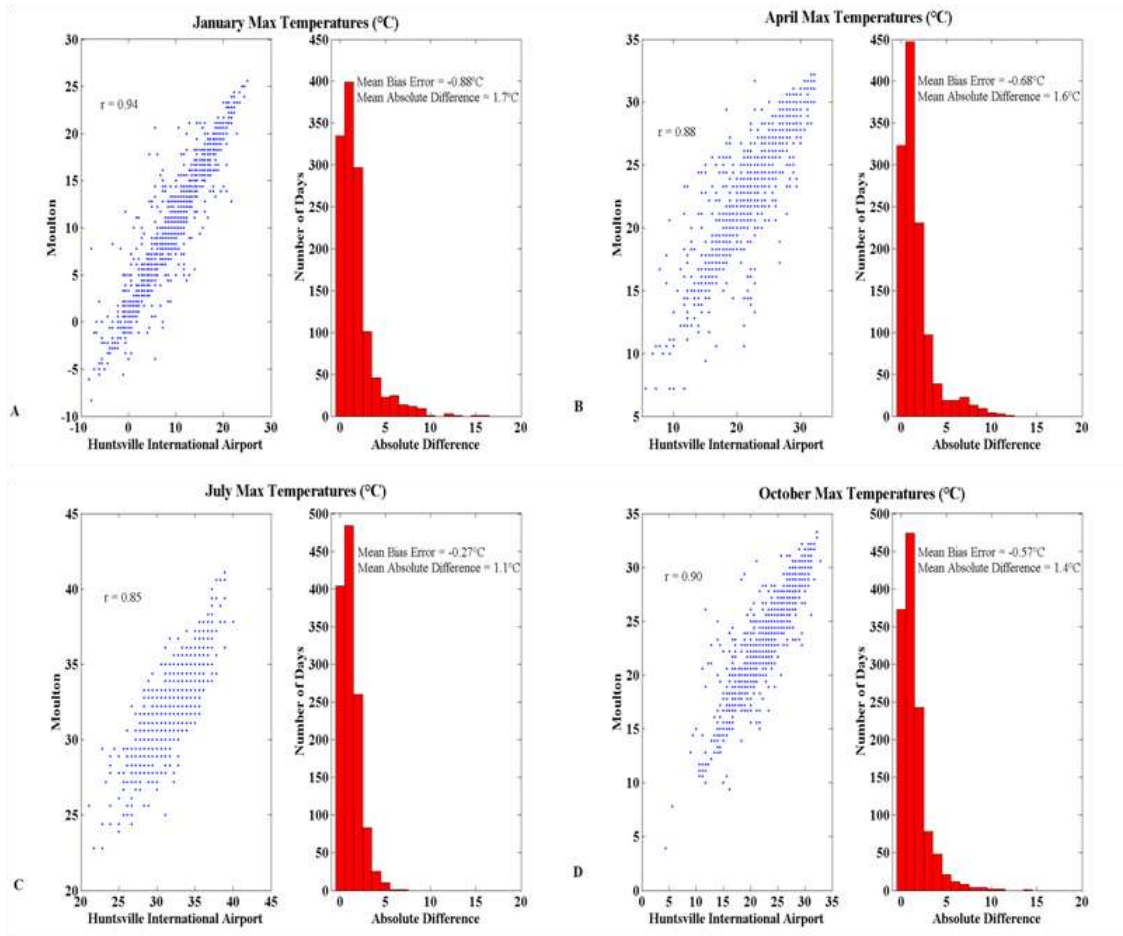 January Max Temperatures (°C)
30
25
20
15
10
5
0
-5
-10
-10 0 10 20 30
Moulton
Huntsville International Airport
r = 0.94
A
450
400
350
300
250
200
150
100
50
0
0 5 10 15 20
Number of Days
Absolute Difference
Mean Bias Error = -0.88°C
Mean Absolute Difference = 1.7°C
April Max Temperatures (°C)
35
30
25
20
15
10
5
10 20 30
Moulton
Huntsville International Airport
r = 0.88
B
450
400
350
300
250
200
150
100
50
0
0 5 10 15 20
Number of Days
Absolute Difference
Mean Bias Error = -0.68°C
Mean Absolute Difference = 1.6°C
July Max Temperatures (°C)
45
40
35
30
25
20
20 25 30 35 40 45
Moulton
Huntsville International Airport
r = 0.85
C
500
450
400
350
300
250
200
150
100
50
0
0 5 10 15 20
Number of Days
Absolute Difference
Mean Bias Error = -0.27°C
Mean Absolute Difference = 1.1°C
October Max Temperatures (°C)
35
30
25
20
15
10
5
0
0 5 10 15 20 25 30 35
Moulton
Huntsville International Airport
r = 0.90
D
500
450
400
350
300
250
200
150
100
50
0
0 5 10 15 20
Number of Days
Absolute Difference
Mean Bias Error = -0.57°C
Mean Absolute Difference = 1.4°C